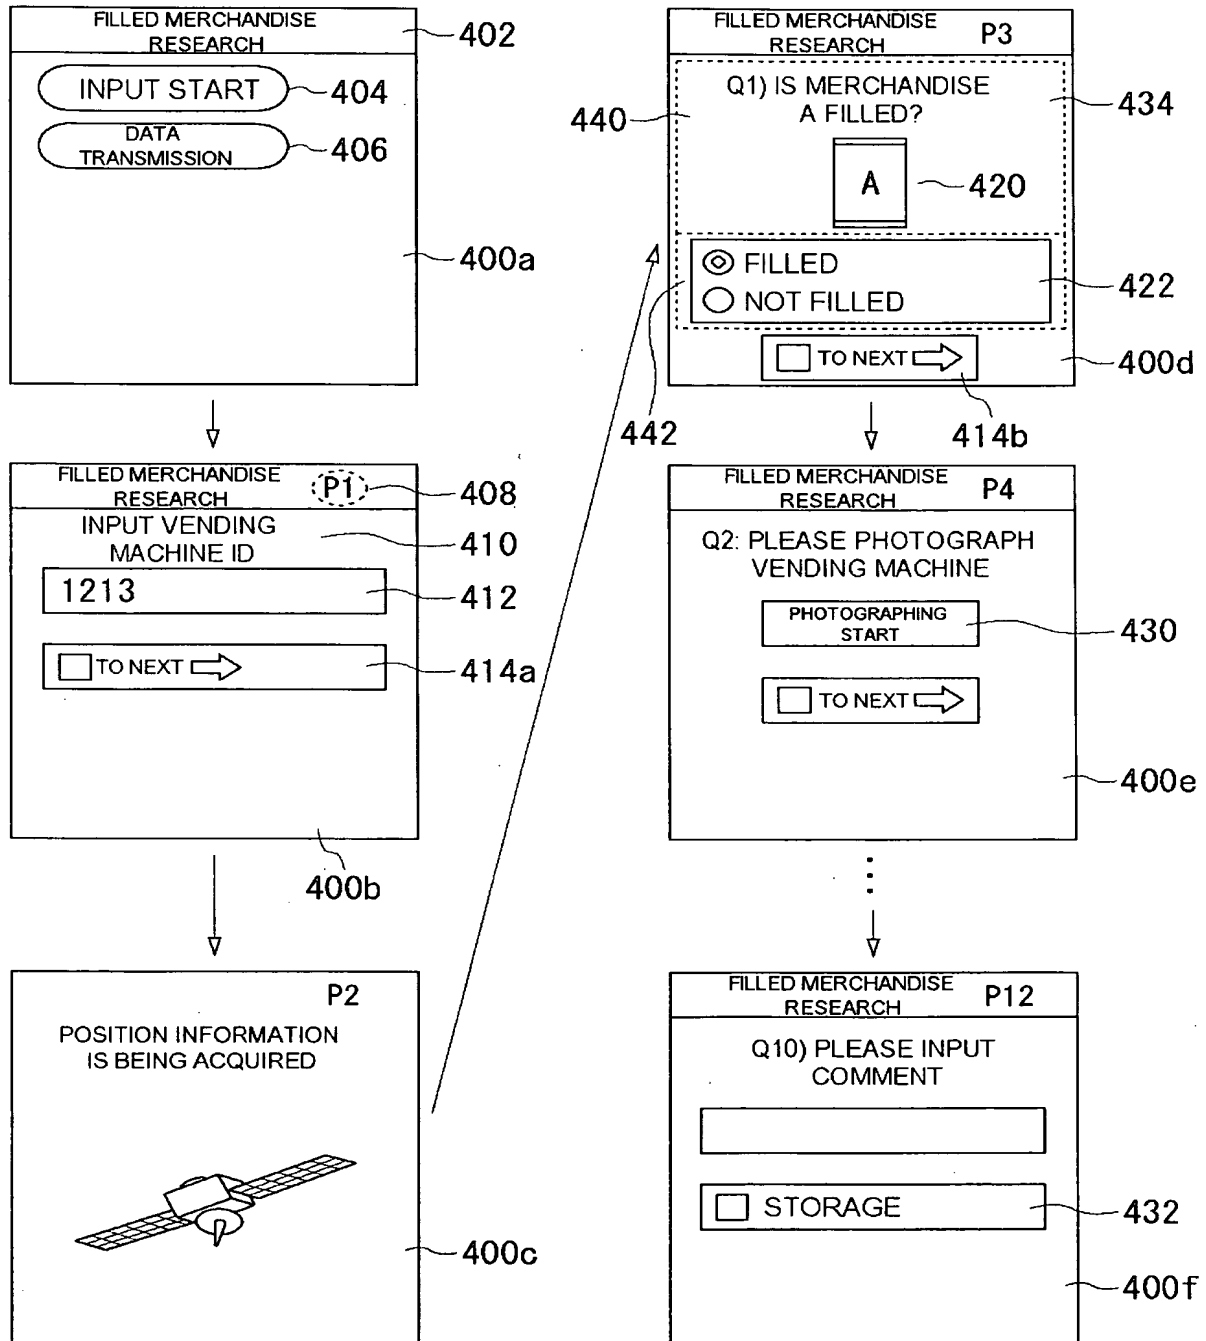 FILLED MERCHANDISE
RESEARCH
402
INPUT START
404
DATA
TRANSMISSION
406
400a
FILLED MERCHANDISE
RESEARCH
P1
408
INPUT VENDING
MACHINE ID
410
1213
412
TO NEXT
414a
400b
P2
POSITION INFORMATION
IS BEING ACQUIRED
400c
FILLED MERCHANDISE
RESEARCH
P3
Q1) IS MERCHANDISE
A FILLED?
434
440
A
420
FILLED
NOT FILLED
422
TO NEXT
400d
442
414b
FILLED MERCHANDISE
RESEARCH
P4
Q2: PLEASE PHOTOGRAPH
VENDING MACHINE
PHOTOGRAPHING
START
430
TO NEXT
400e
FILLED MERCHANDISE
RESEARCH
P12
Q10) PLEASE INPUT
COMMENT
STORAGE
432
400f